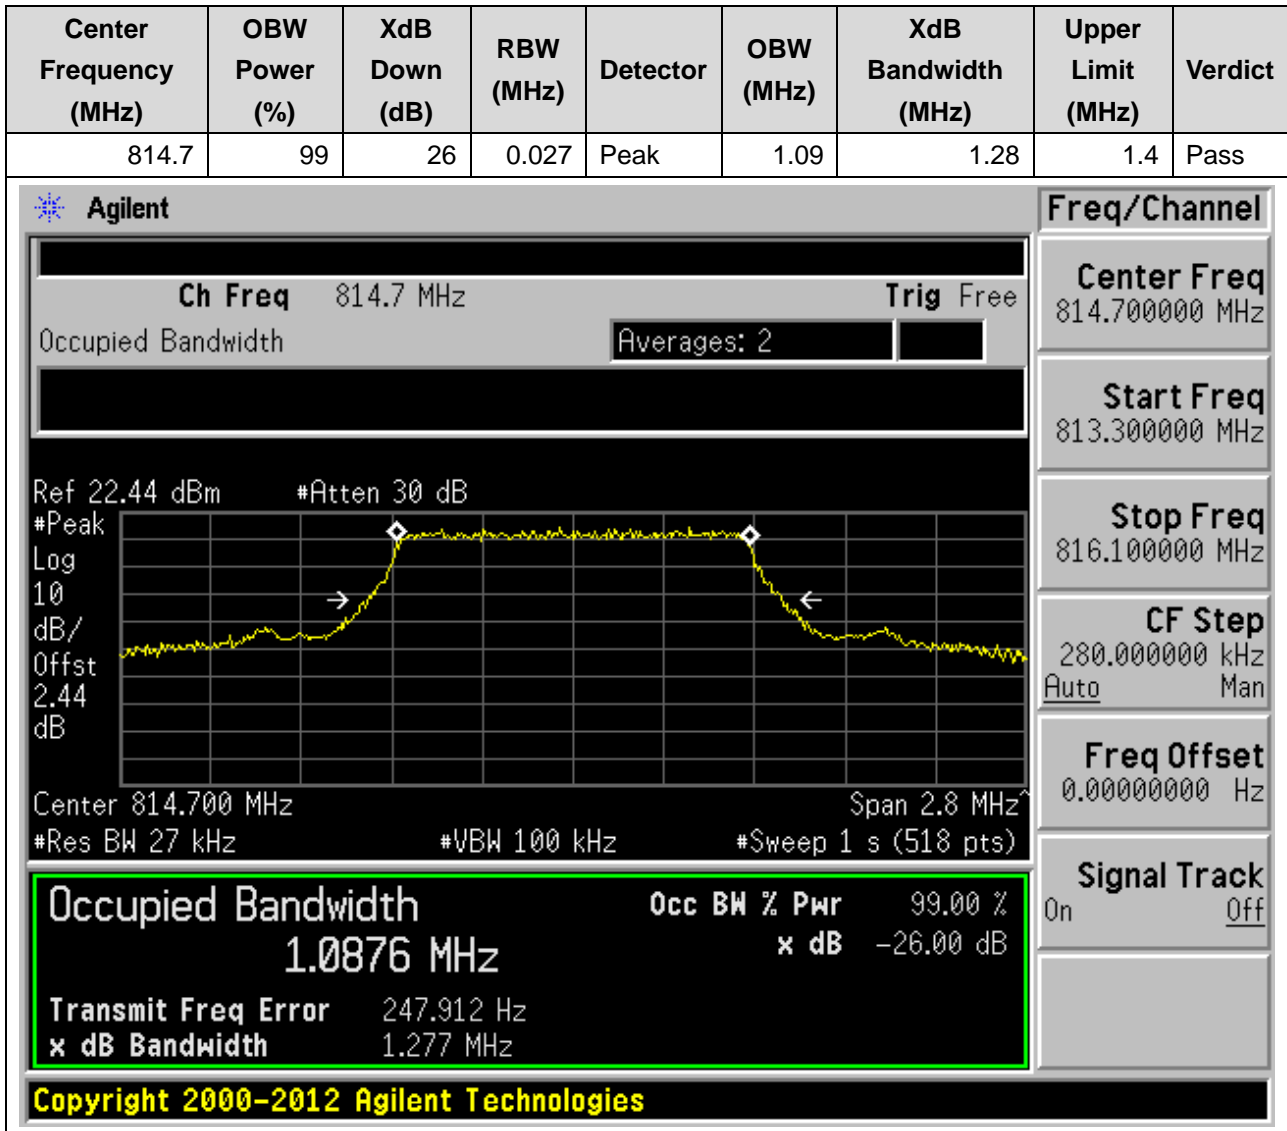 Center Frequency (MHz) OBW Power (%) XdB Down (dB) RBW (MHz) Detector OBW (MHz) XdB Bandwidth (MHz) Upper Limit (MHz) Verdict
814.7 99 26 0.027 Peak 1.09 1.28 1.4 Pass
Agilent
Freq/Channel
Ch Freq 814.7 MHz Trig Free
Occupied Bandwidth Averages: 2
Ref 22.44 dBm #Atten 30 dB
#Peak
Log
10
dB/
Offst
2.44
dB
Center 814.700 MHz Span 2.8 MHz^
#Res BW 27 kHz #VBW 100 kHz #Sweep 1 s (518 pts)
Occupied Bandwidth Occ BW % Pwr 99.00 %
1.0876 MHz x dB -26.00 dB
Transmit Freq Error 247.912 Hz
x dB Bandwidth 1.277 MHz
Center Freq
814.700000 MHz
Start Freq
813.300000 MHz
Stop Freq
816.100000 MHz
CF Step
280.000000 kHz
Auto Man
Freq Offset
0.00000000 Hz
Signal Track
On Off
Copyright 2000-2012 Agilent Technologies